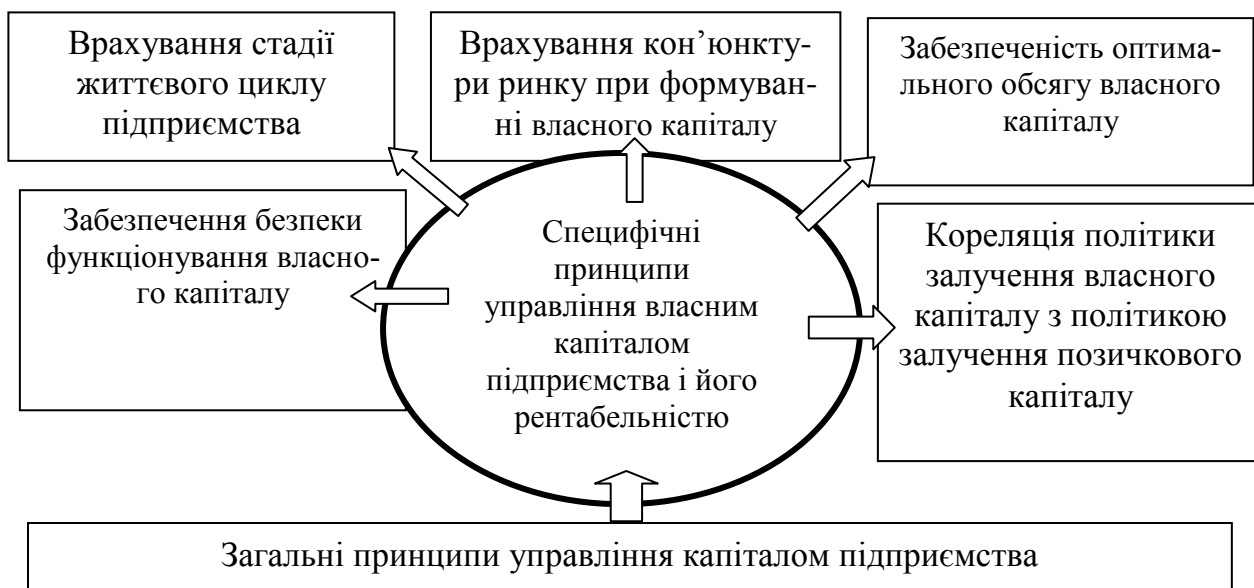 Врахування стадії
життєвого циклу
підприємства
Врахування кон’юнкту-
ри ринку при формуван-
ні власного капіталу
Забезпеченість оптима-
льного обсягу власного
капіталу
Забезпечення безпеки
функціонування власно-
го капіталу
Специфічні
принципи
управління власним
капіталом
підприємства і його
рентабельністю
Кореляція політики
залучення власного
капіталу з політикою
залучення позичкового
капіталу
Загальні принципи управління капіталом підприємства